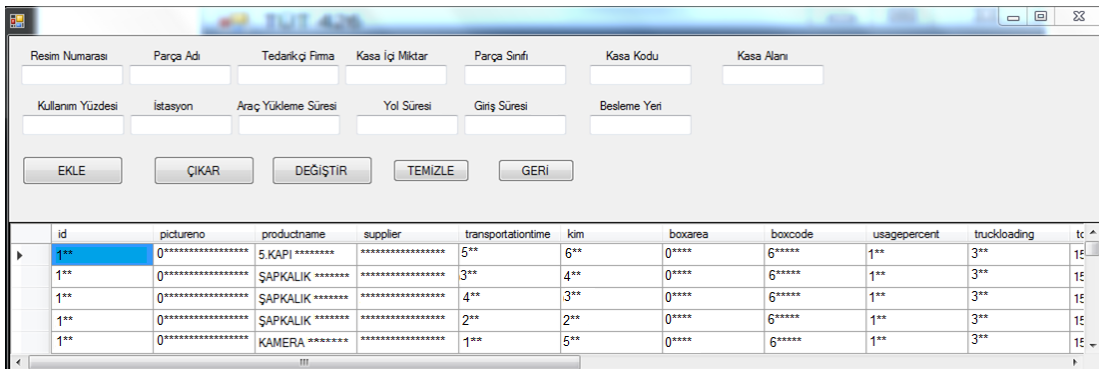 TUT 426
Resim Numarası Parça Adı Tedarikçi Firma Kasa İçi Miktar Parça Sınıfı Kasa Kodu Kasa Alanı
Kullanım Yüzdesi İstasyon Araç Yükleme Süresi Yol Süresi Giriş Süresi Besleme Yeri
EKLE ÇIKAR DEĞİŞTİR TEMİZLE GERİ
id pictureno productname supplier transportationtime kim boxarea boxcode usagepercent truckloading
1** 0***************** 5.KAPI ******** ***************** 5** 6** 0**** 6***** 1** 3** 15
1** 0***************** ŞAPKALIK ******* ***************** 3** 4** 0**** 6***** 1** 3** 15
1** 0***************** ŞAPKALIK ******* ***************** 4** 3** 0**** 6***** 1** 3** 15
1** 0***************** ŞAPKALIK ******* ***************** 2** 2** 0**** 6***** 1** 3** 15
1** 0***************** KAMERA ******* ***************** 1** 5** 0**** 6***** 1** 3** 15